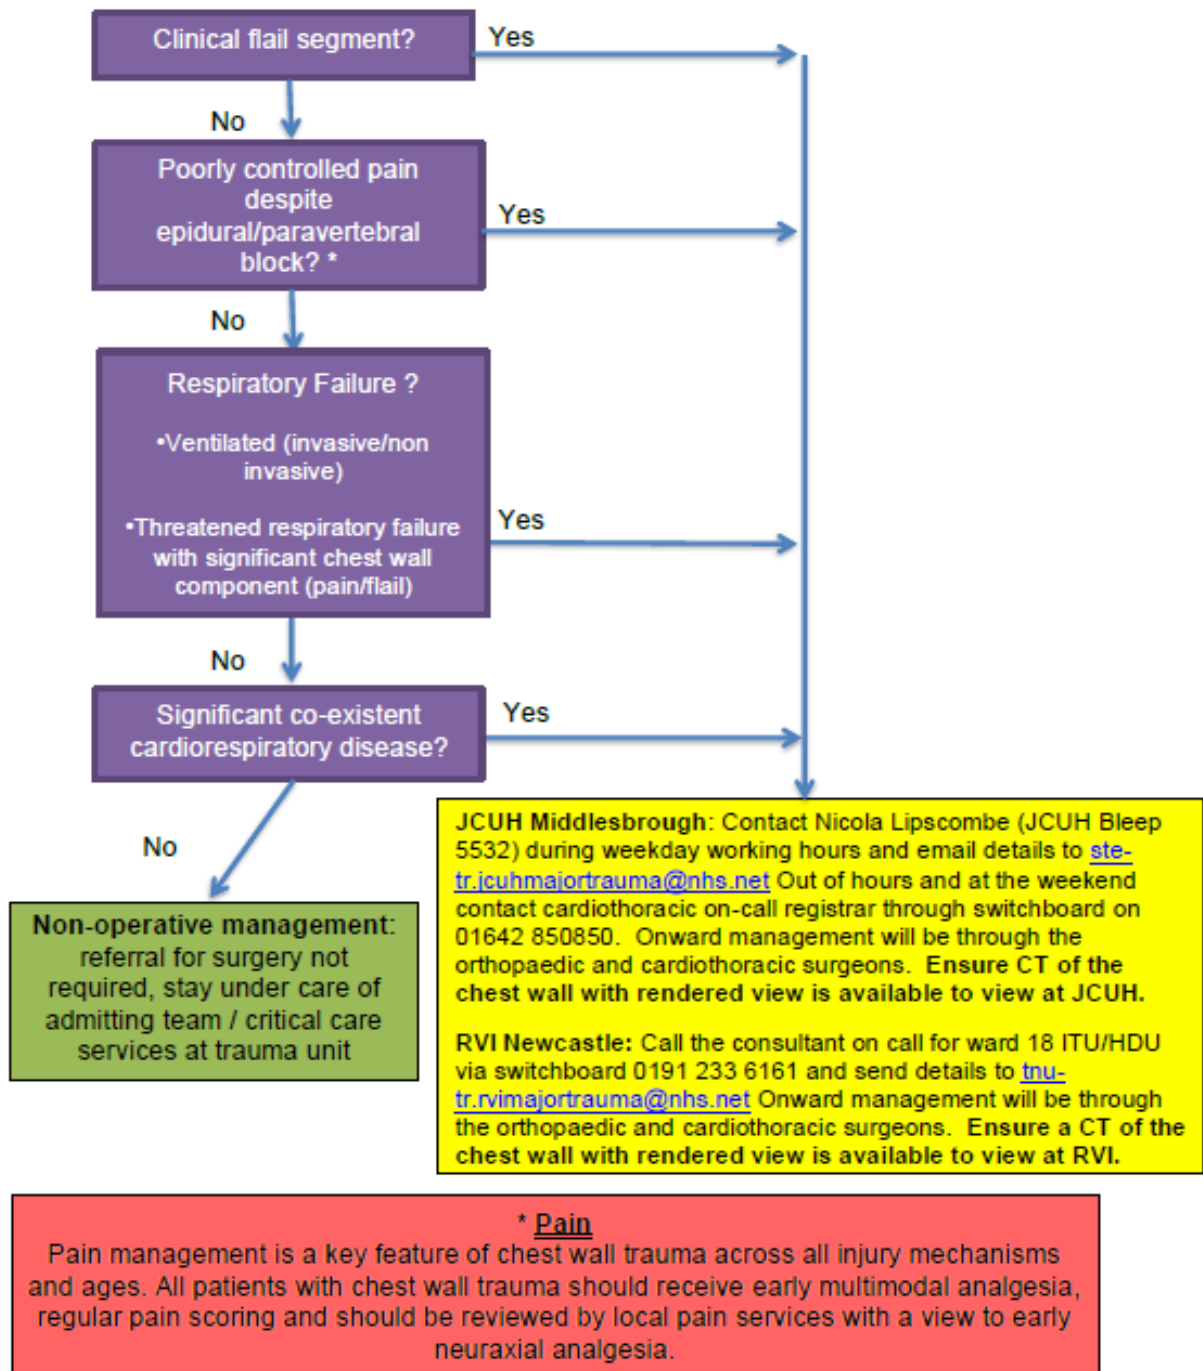 Clinical flail segment?
Yes
No
Poorly controlled pain
despite
epidural/paravertebral
block? *
Yes
No
Respiratory Failure ?
•Ventilated (invasive/non
invasive)
•Threatened respiratory failure
with significant chest wall
component (pain/flail)
Yes
No
Significant co-existent
cardiorespiratory disease?
Yes
No
Non-operative management:
referral for surgery not
required, stay under care of
admitting team / critical care
services at trauma unit
JCUH Middlesbrough: Contact Nicola Lipscombe (JCUH Bleep
5532) during weekday working hours and email details to ste-
tr.jcuhmajortrauma@nhs.net Out of hours and at the weekend
contact cardiothoracic on-call registrar through switchboard on
01642 850850.  Onward management will be through the
orthopaedic and cardiothoracic surgeons.  Ensure CT of the
chest wall with rendered view is available to view at JCUH.
RVI Newcastle: Call the consultant on call for ward 18 ITU/HDU
via switchboard 0191 233 6161 and send details to tnu-
tr.rvimajortrauma@nhs.net Onward management will be through
the orthopaedic and cardiothoracic surgeons.  Ensure a CT of the
chest wall with rendered view is available to view at RVI.
* Pain
Pain management is a key feature of chest wall trauma across all injury mechanisms
and ages. All patients with chest wall trauma should receive early multimodal analgesia,
regular pain scoring and should be reviewed by local pain services with a view to early
neuraxial analgesia.